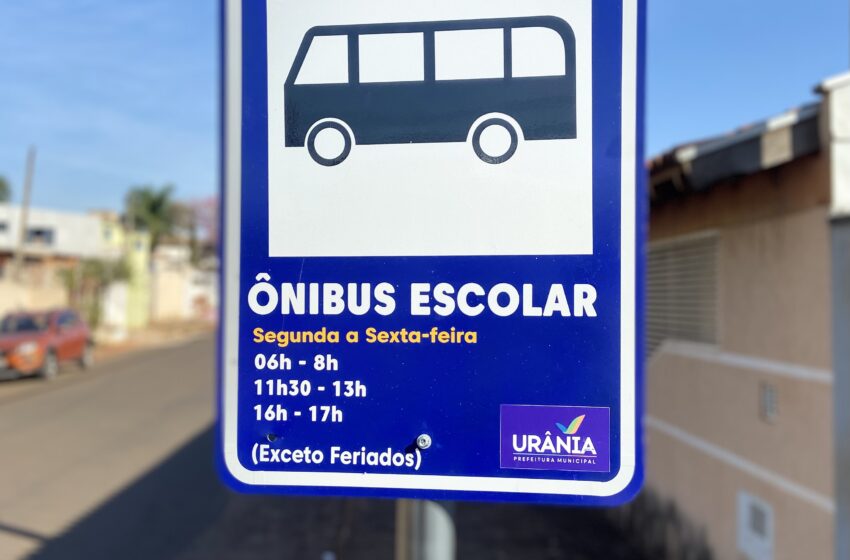 ÔNIBUS ESCOLAR
Segunda a Sexta-feira
06h - 8h
11h30 - 13h
16h - 17h
(Exceto Feriados)
URÂNIA
PREFEITURA MUNICIPAL